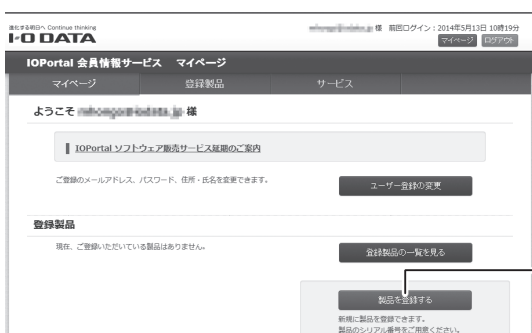 進化する明日へ Continue thinking
I-O DATA
様 前回ログイン：2014年5月13日 10時19分
マイページ ログアウト
IOPortal 会員情報サービス マイページ
マイページ 登録製品 サービス
ようこそ 様
IOPortal ソフトウェア販売サービス延期のご案内
ご登録のメールアドレス、パスワード、住所・氏名を変更できます。
ユーザー登録の変更
登録製品
現在、ご登録いただいている製品はありません。
登録製品の一覧を見る
製品を登録する
新規に製品を登録できます。
製品のシリアル番号をご用意ください。